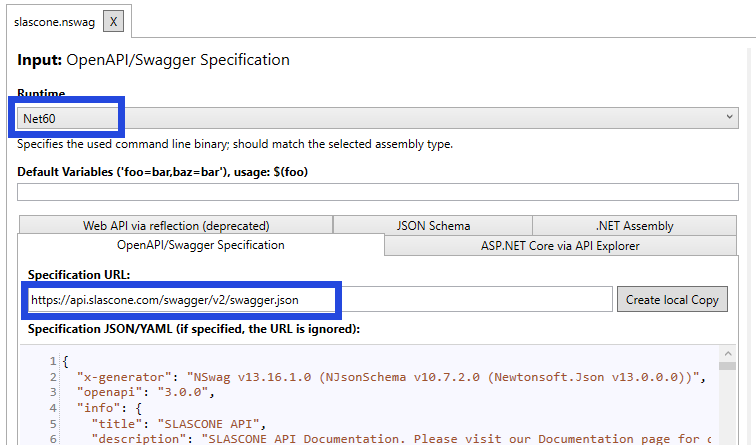 slascone.nswag X
Input: OpenAPI/Swagger Specification
Runtime
Net60
Specifies the used command line binary; should match the selected assembly type.
Default Variables ('foo=bar,baz=bar'), usage: $(foo)
Web API via reflection (deprecated) JSON Schema .NET Assembly
OpenAPI/Swagger Specification ASP.NET Core via API Explorer
Specification URL:
https://api.slascone.com/swagger/v2/swagger.json Create local Copy
Specification JSON/YAML (if specified, the URL is ignored):
1 {
2 "x-generator": "NSwag v13.16.1.0 (NJsonSchema v10.7.2.0 (Newtonsoft.Json v13.0.0.0))",
3 "openapi": "3.0.0",
4 "info": {
5 "title": "SLASCONE API",
6 "description": "SLASCONE API Documentation. Please visit our Documentation page for